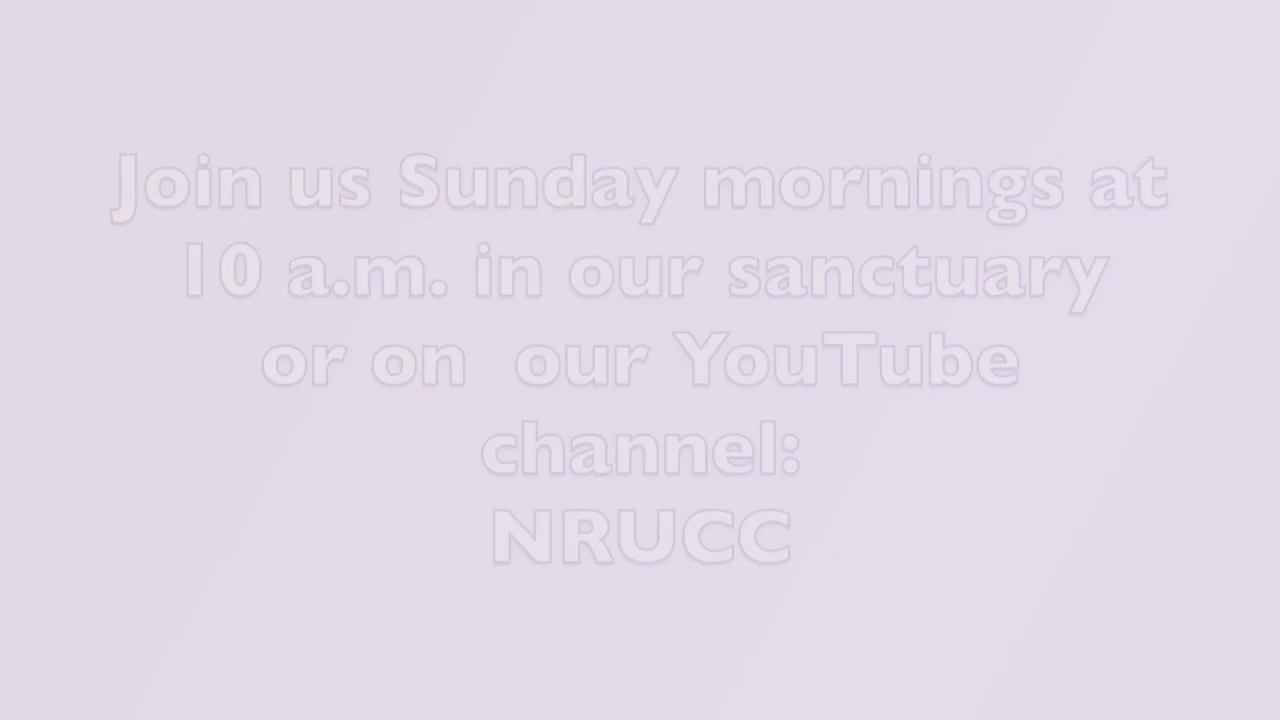 Join us Sunday mornings at
10 a.m. in our sanctuary
or on  our YouTube
channel:
NRUCC